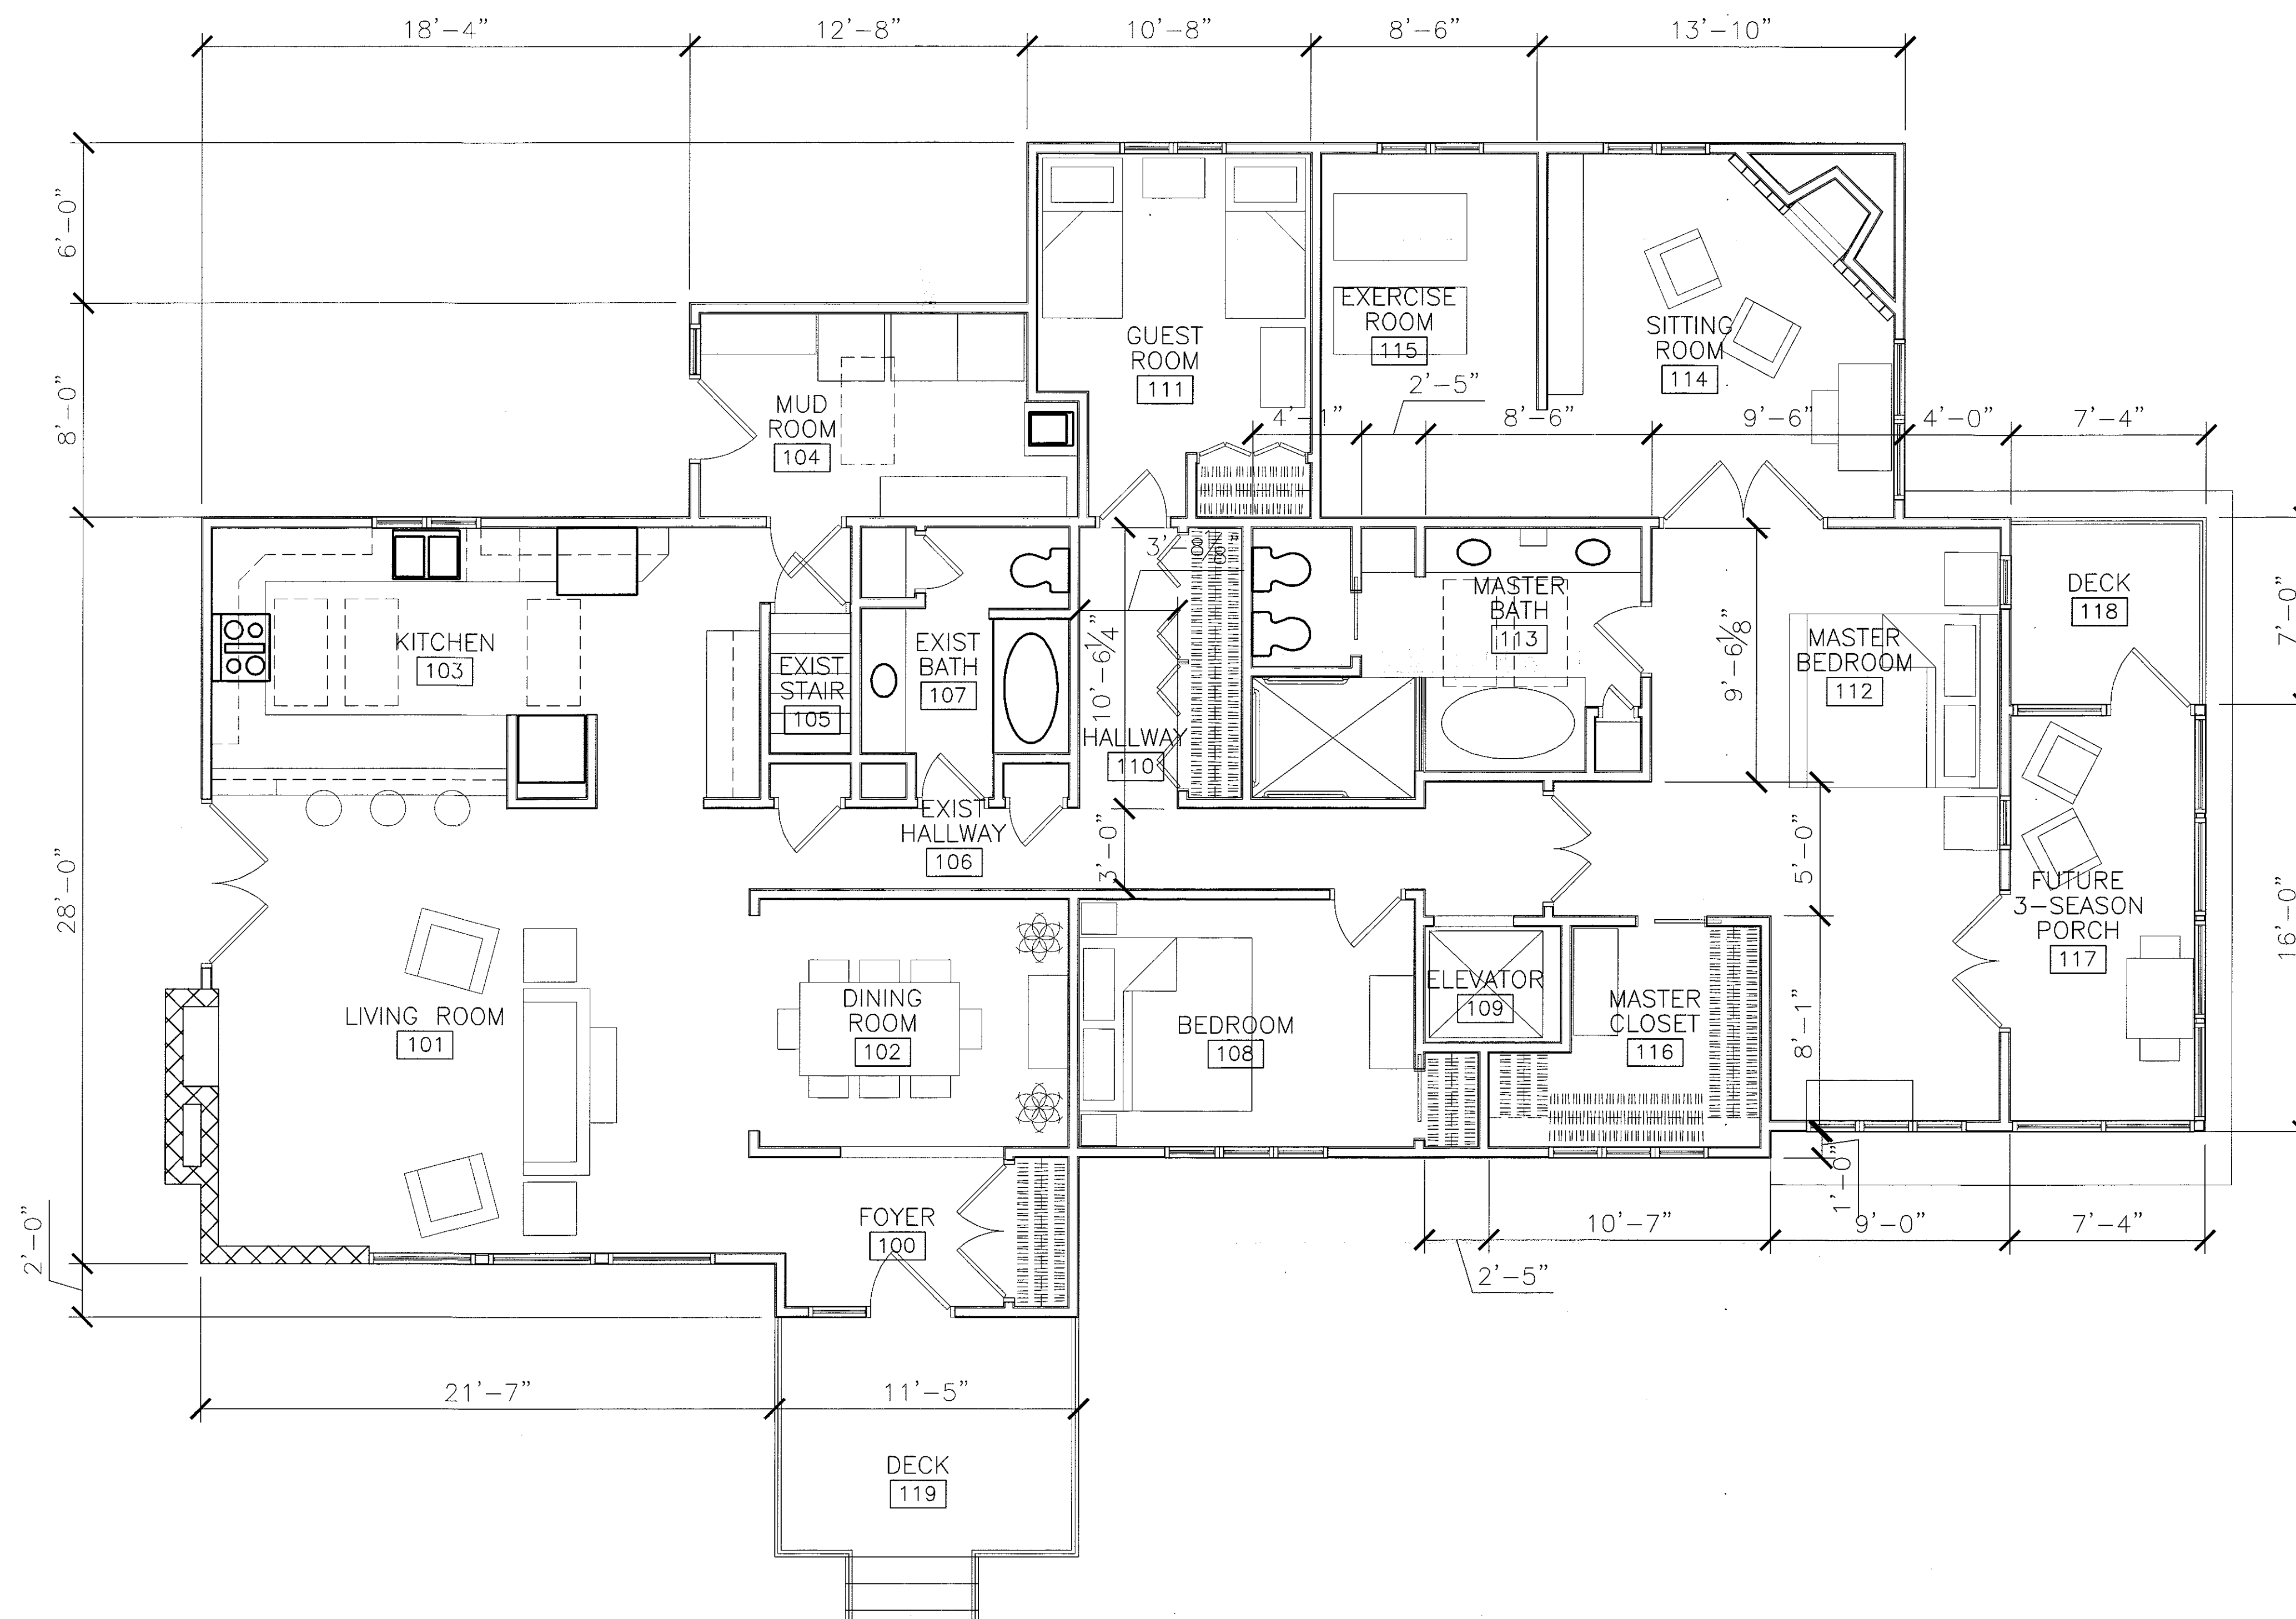 18'-4"
12'-8"
10'-8"
8'-6"
13'-10"
6'-0"
8'-0"
28'-0"
2'-0"
GUEST
ROOM
111
EXERCISE
ROOM
115
SITTING
ROOM
114
MUD
ROOM
104
2'-5"
4'-1"
8'-6"
9'-6"
4'-0"
7'-4"
KITCHEN
103
EXIST
STAIR
105
EXIST
BATH
107
3'-8 1/8"
10'-6 1/4"
HALLWAY
110
MASTER
BATH
113
9'-6 1/8"
MASTER
BEDROOM
112
DECK
118
7'-0"
EXIST
HALLWAY
106
3'-0"
5'-0"
FUTURE
3-SEASON
PORCH
117
16'-0"
LIVING ROOM
101
DINING
ROOM
102
BEDROOM
108
ELEVATOR
109
MASTER
CLOSET
116
8'-1"
1'-0"
FOYER
100
10'-7"
9'-0"
7'-4"
2'-5"
21'-7"
11'-5"
DECK
119